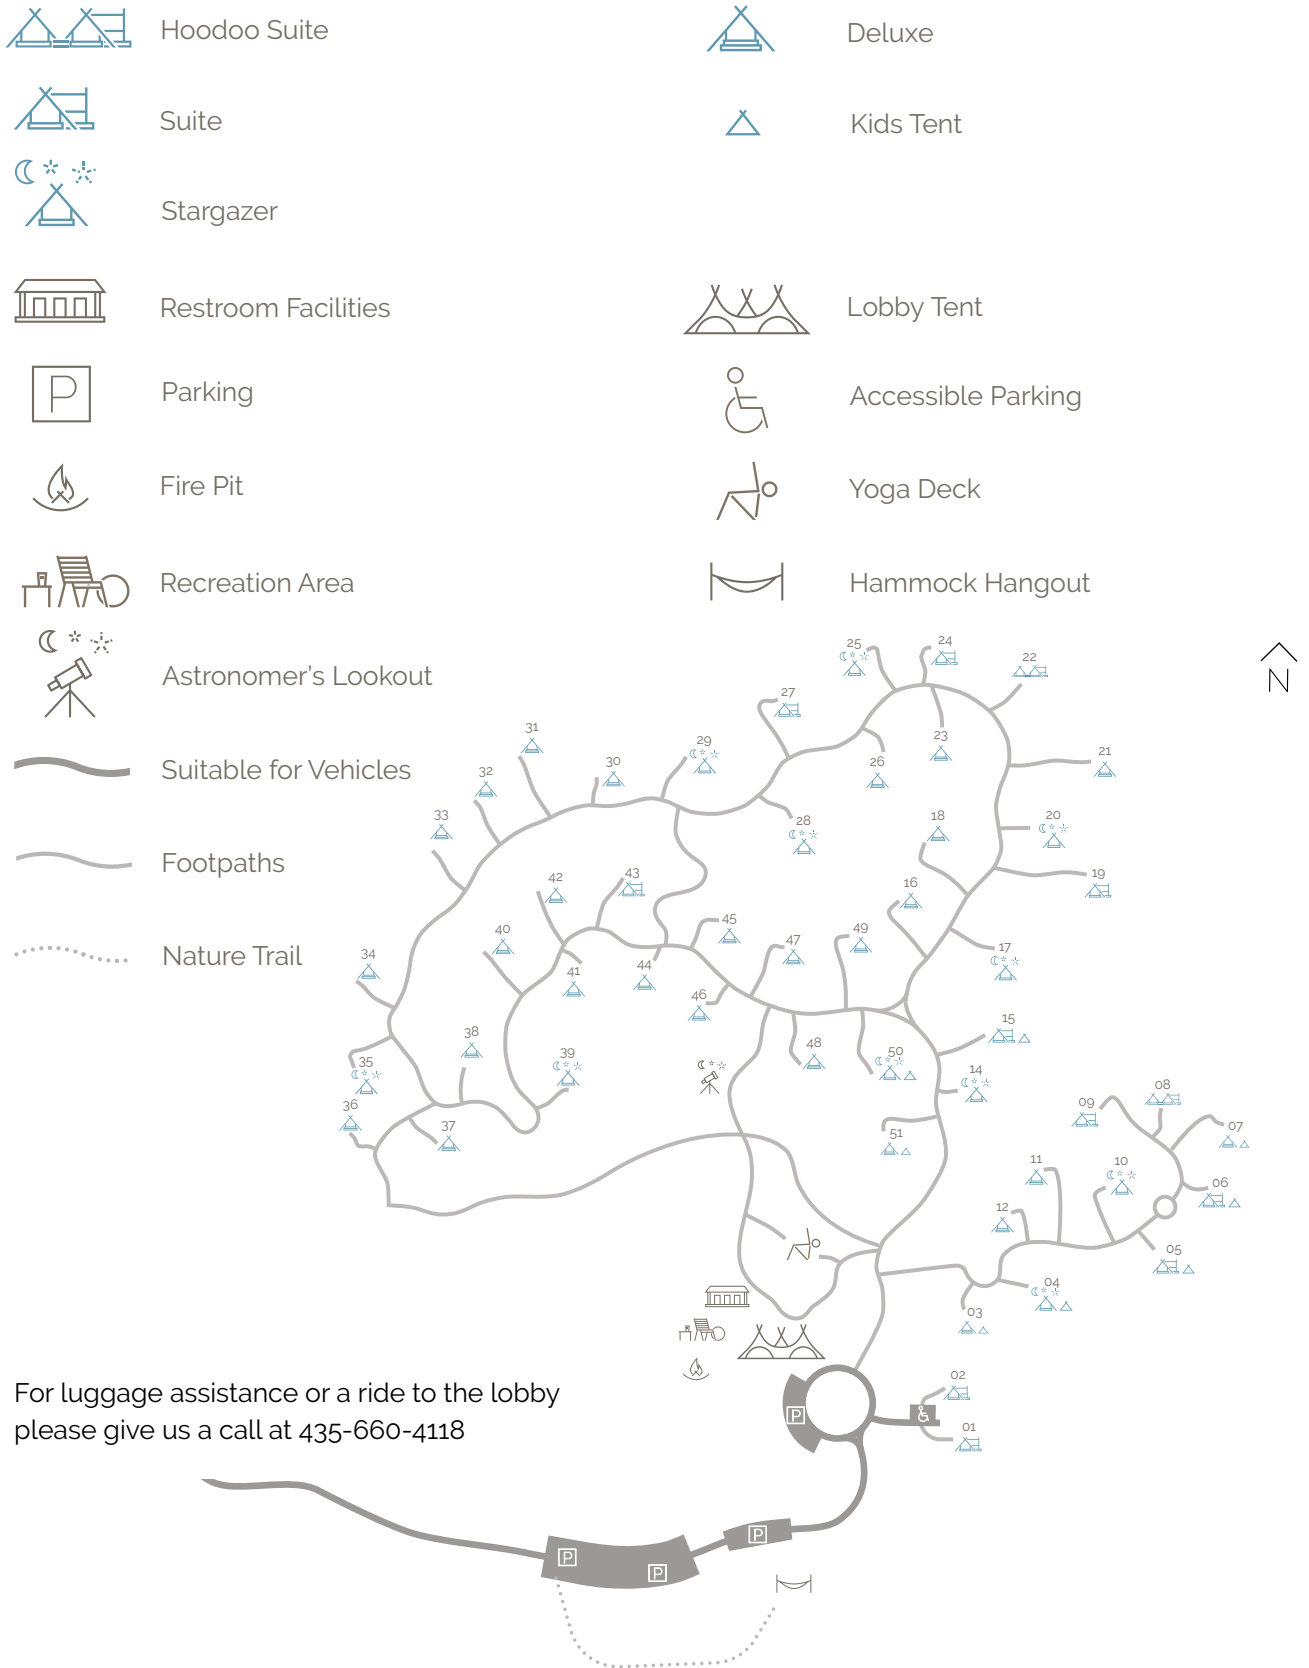 Hoodoo Suite
Deluxe
Suite
Kids Tent
Stargazer
Restroom Facilities
Lobby Tent
P
Parking
Accessible Parking
Fire Pit
Yoga Deck
Recreation Area
Hammock Hangout
Astronomer's Lookout
Suitable for Vehicles
Footpaths
Nature Trail
N
25
24
22
27
31
29
23
21
30
26
32
33
28
18
20
43
42
16
19
45
40
49
47
17
34
44
41
46
15
38
48
50
39
35
14
36
08
09
37
51
07
11
10
06
12
05
04
03
02
01
P
P
P
P
For luggage assistance or a ride to the lobby
please give us a call at 435-660-4118